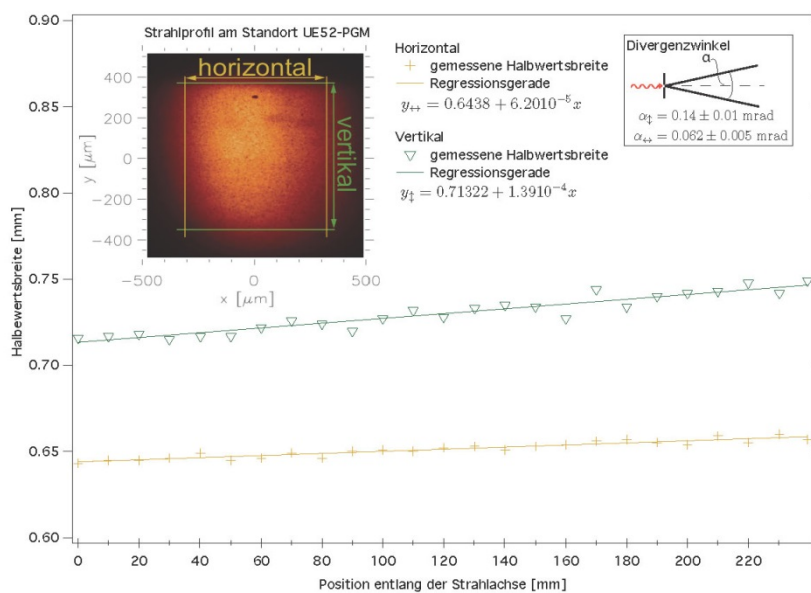 Strahlprofil am Standort UE52-PGM
horizontal
vertikal
400
200
0
−200
−400
y [μm]
−500
0
500
x [μm]
Horizontal
gemessene Halbwertsbreite
Regressionsgerade
y↔ = 0.6438 + 6.2010⁻⁵x
Vertikal
gemessene Halbwertsbreite
Regressionsgerade
y↕ = 0.71322 + 1.3910⁻⁴x
Divergenzwinkel
α
α↕ = 0.14 ± 0.01 mrad
α↔ = 0.062 ± 0.005 mrad
0.90
0.85
0.80
0.75
0.70
0.65
0.60
Halbewertsbreite [mm]
0 20 40 60 80 100 120 140 160 180 200 220
Position entlang der Strahlachse [mm]